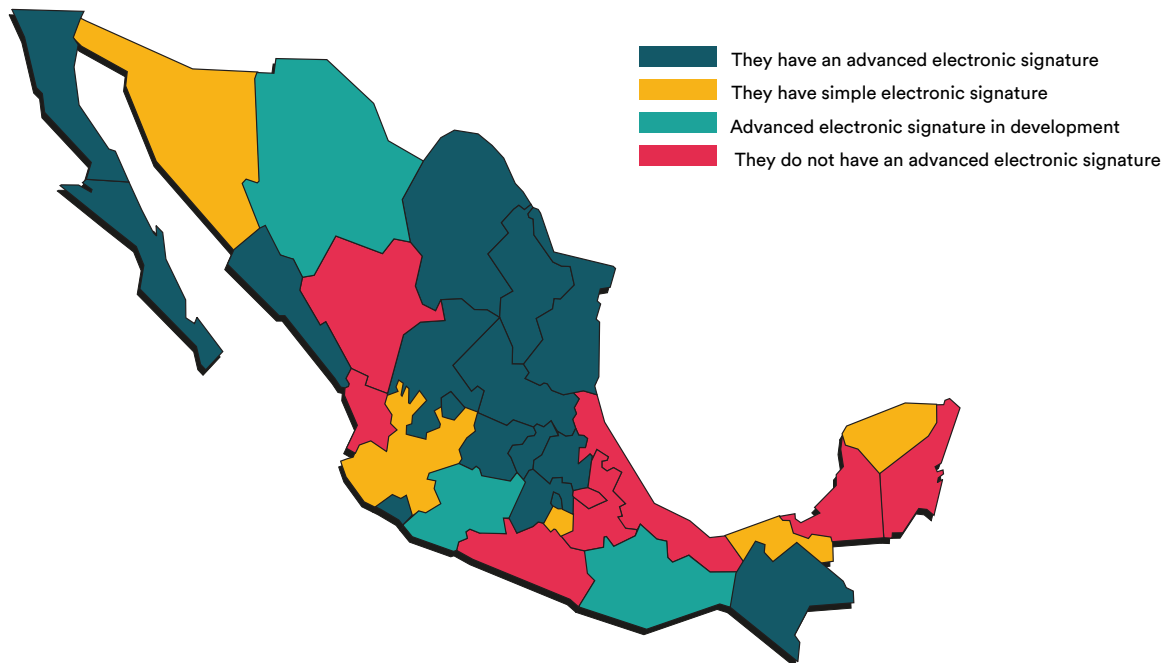 They have an advanced electronic signature
They have simple electronic signature
Advanced electronic signature in development
They do not have an advanced electronic signature